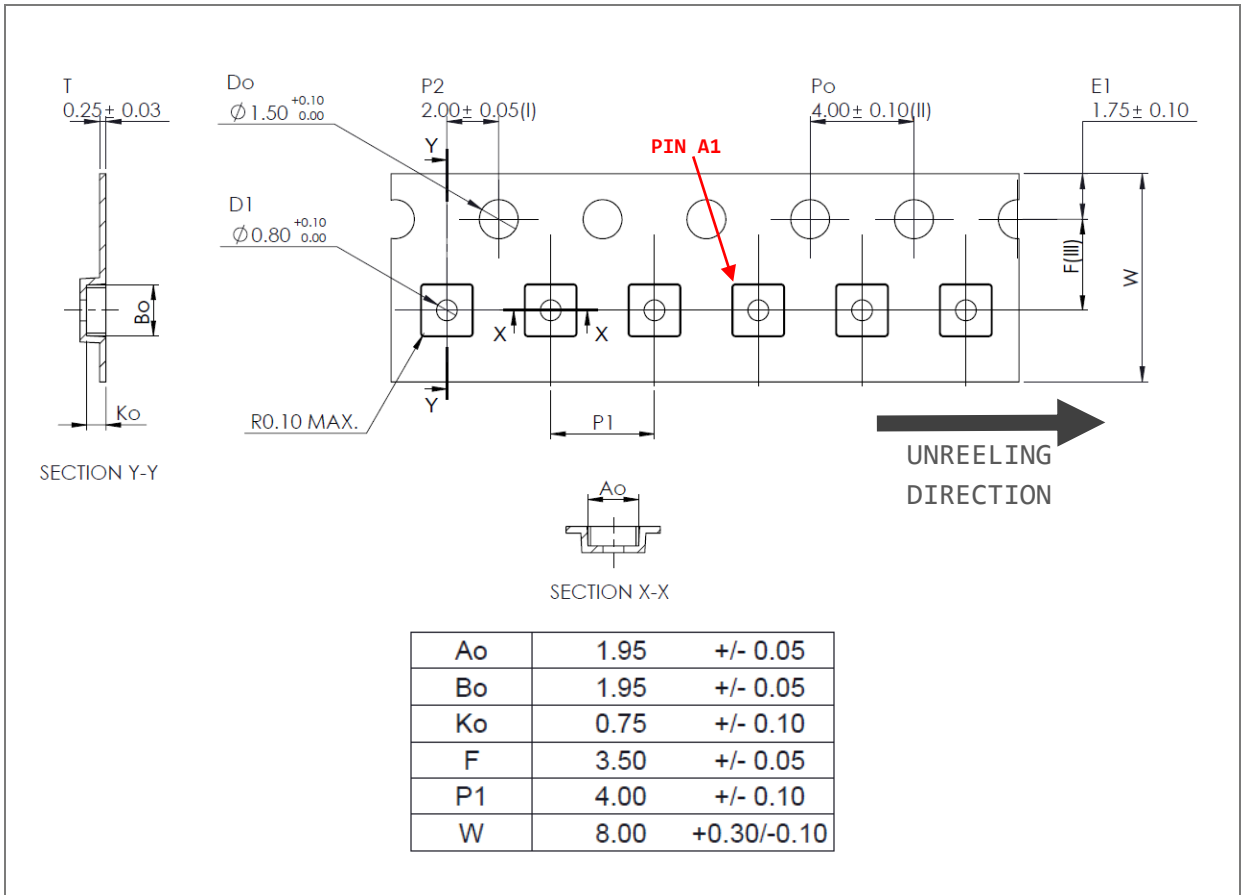 T
0.25± 0.03
Do
∅1.50 +0.10 0.00
P2
2.00± 0.05(I)
Po
4.00± 0.10(II)
E1
1.75± 0.10
Y
PIN A1
D1
∅0.80 +0.10 0.00
F(III)
W
Bo
X
X
Ko
Y
R0.10 MAX.
P1
UNREELING
DIRECTION
SECTION Y-Y
Ao
SECTION X-X
Ao 1.95 +/- 0.05
Bo 1.95 +/- 0.05
Ko 0.75 +/- 0.10
F 3.50 +/- 0.05
P1 4.00 +/- 0.10
W 8.00 +0.30/-0.10